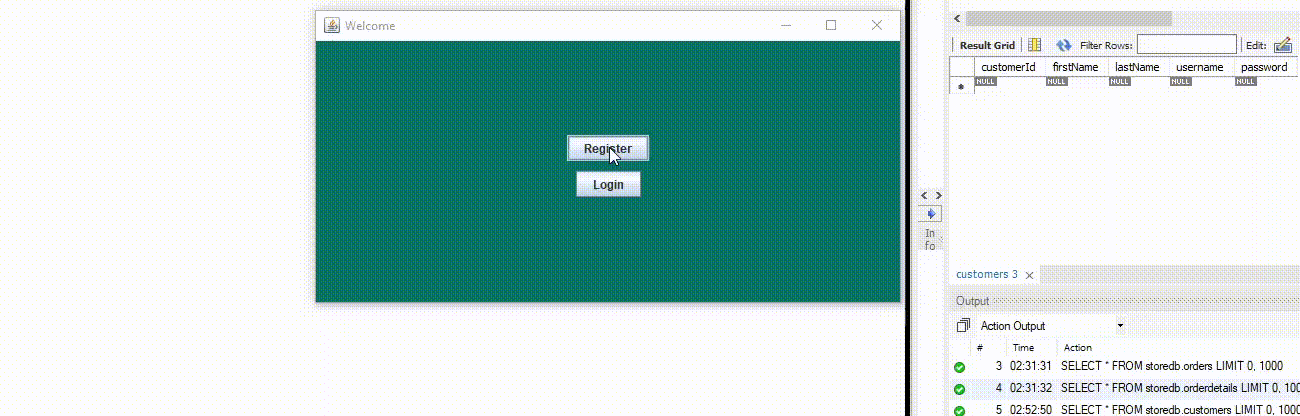 Welcome
Register
Login
Result Grid Filter Rows: Edit:
customerId firstName lastName username password
NULL NULL NULL NULL NULL
In
fo
customers 3
Output
Action Output
# Time Action
3 02:31:31 SELECT * FROM storedb.orders LIMIT 0, 1000
4 02:31:32 SELECT * FROM storedb.orderdetails LIMIT 0, 100
5 02:52:50 SELECT * FROM storedb.customers LIMIT 0, 1000